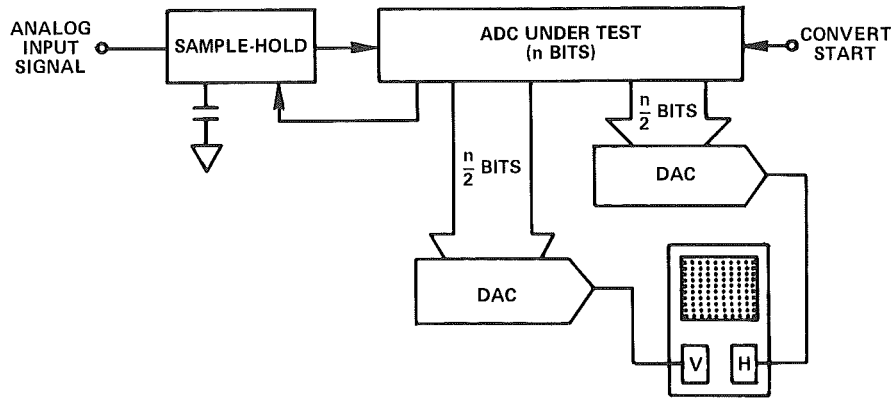 ANALOG
INPUT
SIGNAL
SAMPLE-HOLD
ADC UNDER TEST
(n BITS)
CONVERT
START
n/2 BITS
n/2 BITS
DAC
DAC
V
H